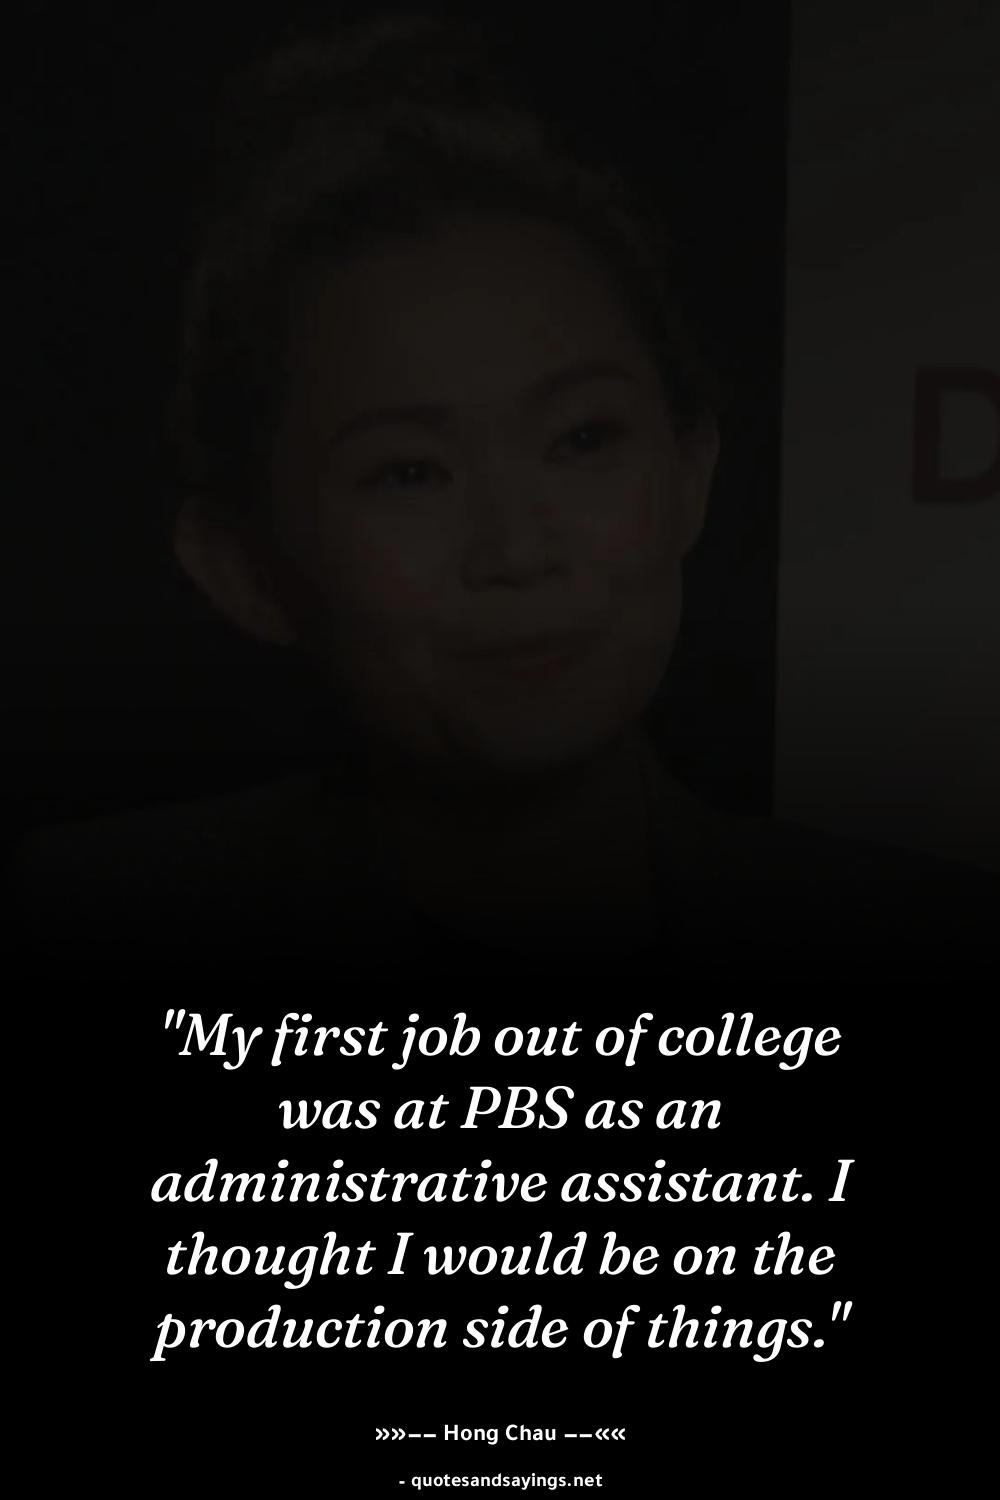 D
"My first job out of college
was at PBS as an
administrative assistant. I
thought I would be on the
production side of things."
»»–– Hong Chau ––««
- quotesandsayings.net